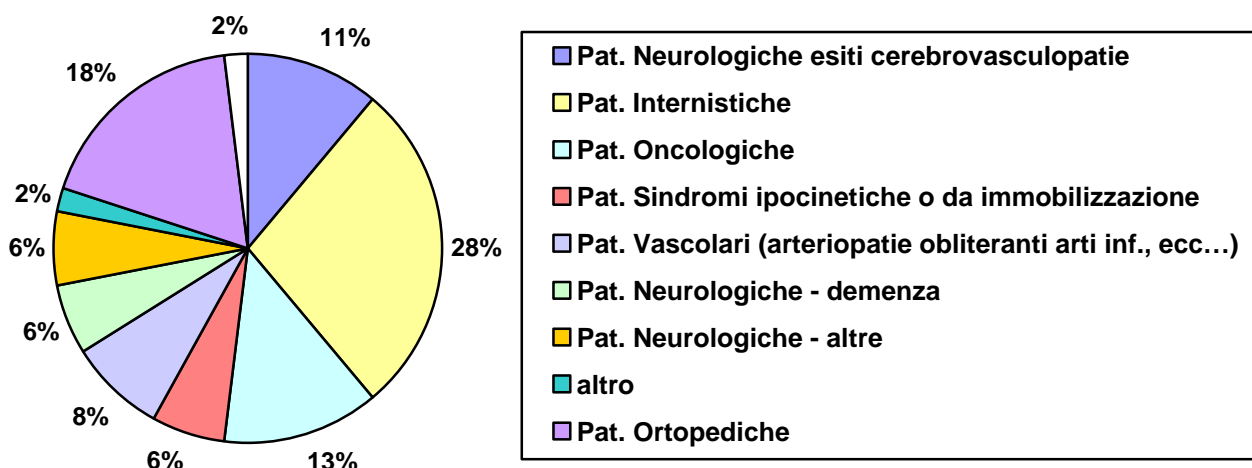 2%
11%
18%
2%
28%
6%
6%
8%
6%
13%
Pat. Neurologiche esiti cerebrovasculopatie
Pat. Internistiche
Pat. Oncologiche
Pat. Sindromi ipocinetiche o da immobilizzazione
Pat. Vascolari (arteriopatie obliteranti arti inf., ecc…)
Pat. Neurologiche - demenza
Pat. Neurologiche - altre
altro
Pat. Ortopediche